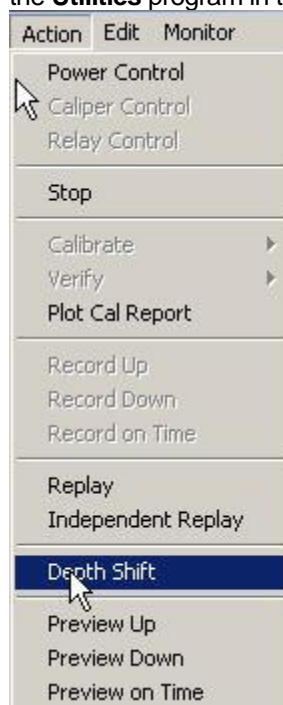 the Utilities program in t
Action Edit Monitor
Power Control
Caliper Control
Relay Control
Stop
Calibrate
Verify
Plot Cal Report
Record Up
Record Down
Record on Time
Replay
Independent Replay
Depth Shift
Preview Up
Preview Down
Preview on Time